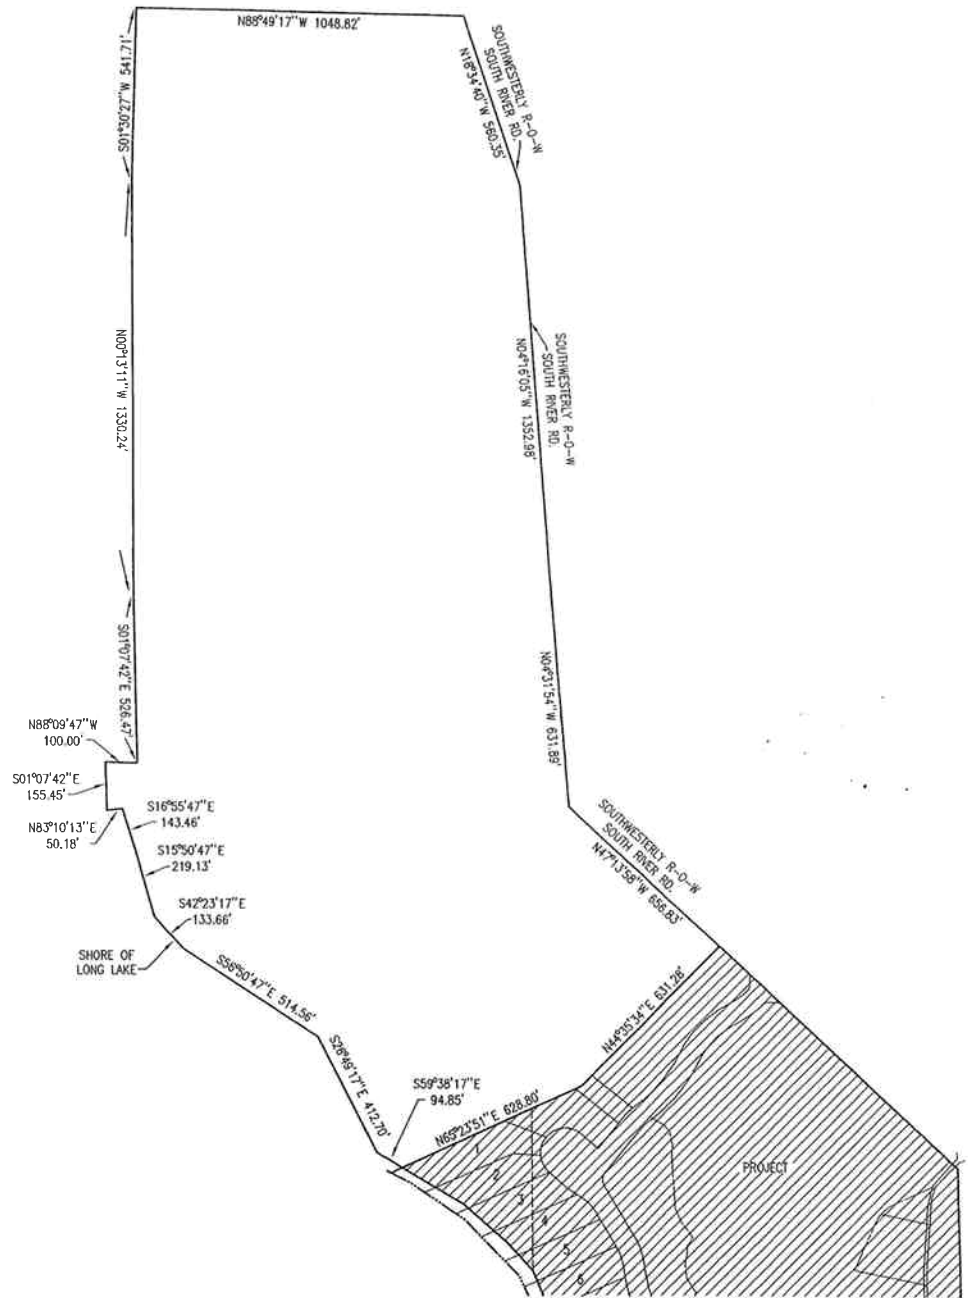 N88°49'17"W 1048.82'
SOUTHWESTERLY R-O-W
SOUTH RIVER RD.
N18°34'40"W 560.35'
S01°30'27"W 541.71'
N00°13'11"W 1330.24'
SOUTHWESTERLY R-O-W
SOUTH RIVER RD.
N04°16'05"W 1352.98'
S01°07'42"E 526.47'
N04°31'54"W 631.89'
N88°09'47"W
100.00'
S01°07'42"E
155.45'
N83°10'13"E
50.18'
S16°55'47"E
143.46'
S15°50'47"E
219.13'
S42°23'17"E
133.66'
SHORE OF
LONG LAKE
SOUTHWESTERLY R-O-W
SOUTH RIVER RD.
N47°13'58"W 656.83'
S56°50'47"E 514.56'
S26°49'17"E 412.70'
S59°38'17"E
94.85'
N65°23'51"E 628.80'
N44°35'34"E 631.28'
PROJECT
1
2
3
4
5
6